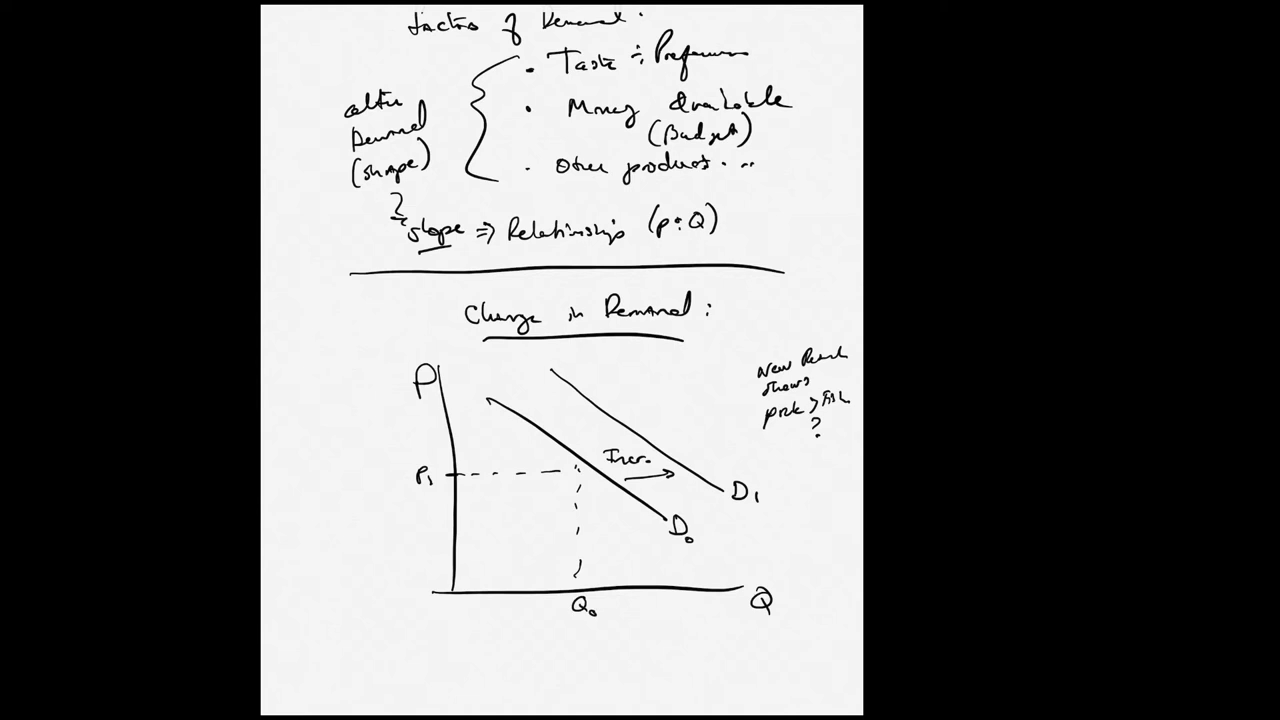 factors of Demand:
• Taste & Preferences
• Money available
(Budget)
• Other products...
alter
Demand
(shape)
slope => Relationship (P & Q)
Change in Demand:
New Result
shows
pork > fish
?
P
P₁
Incr.
D₁
D₀
Q₀
Q